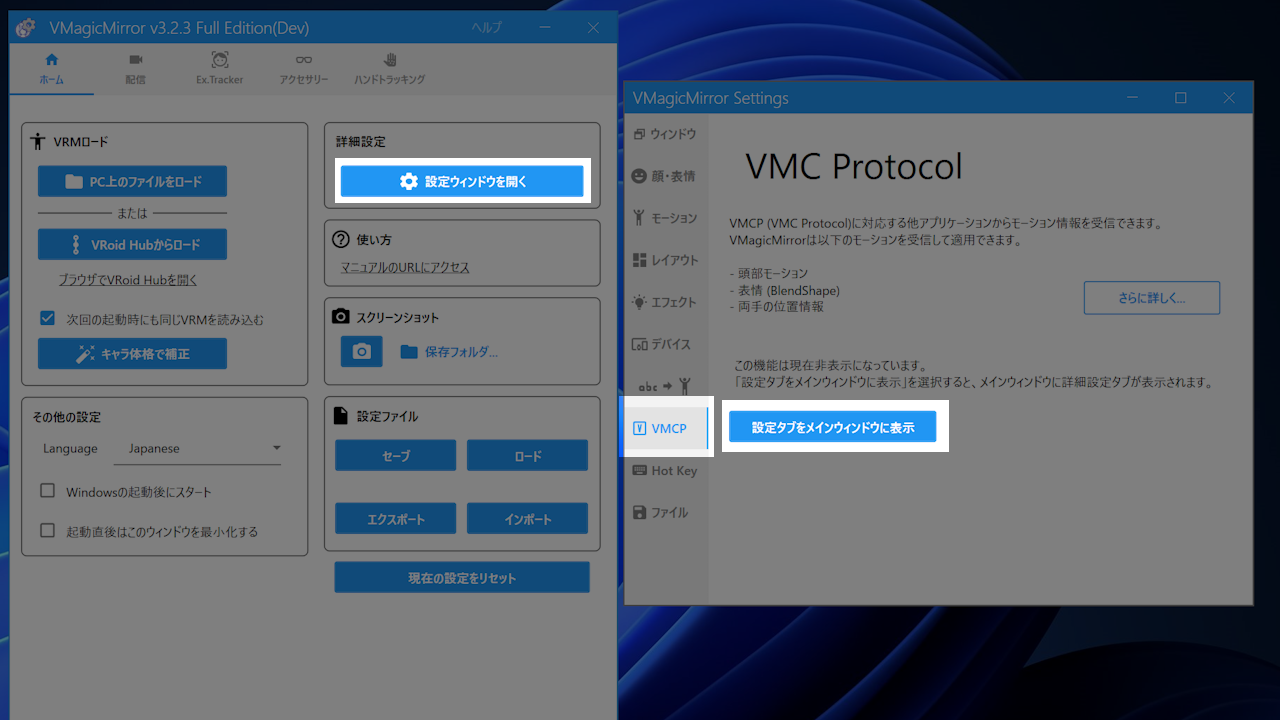 VMagicMirror v3.2.3 Full Edition(Dev)
ヘルプ
ホーム
配信
Ex.Tracker
アクセサリー
ハンドトラッキング
VRMロード
PC上のファイルをロード
または
VRoid Hubからロード
ブラウザでVRoid Hubを開く
次回の起動時にも同じVRMを読み込む
キャラ体格で補正
その他の設定
Language
Japanese
Windowsの起動後にスタート
起動直後はこのウィンドウを最小化する
詳細設定
設定ウィンドウを開く
使い方
マニュアルのURLにアクセス
スクリーンショット
保存フォルダ...
設定ファイル
セーブ
ロード
エクスポート
インポート
現在の設定をリセット
VMagicMirror Settings
ウィンドウ
顔・表情
モーション
レイアウト
エフェクト
デバイス
abc
VMCP
Hot Key
ファイル
VMC Protocol
VMCP (VMC Protocol)に対応する他アプリケーションからモーション情報を受信できます。
VMagicMirrorは以下のモーションを受信して適用できます。
- 頭部モーション
- 表情 (BlendShape)
- 両手の位置情報
さらに詳しく...
この機能は現在非表示になっています。
「設定タブをメインウィンドウに表示」を選択すると、メインウィンドウに詳細設定タブが表示されます。
設定タブをメインウィンドウに表示